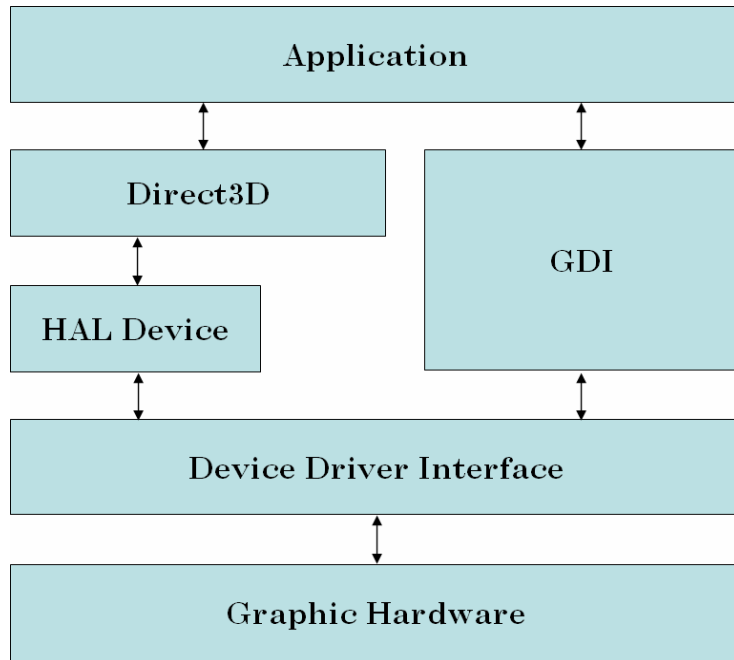 Application
Direct3D
GDI
HAL Device
Device Driver Interface
Graphic Hardware